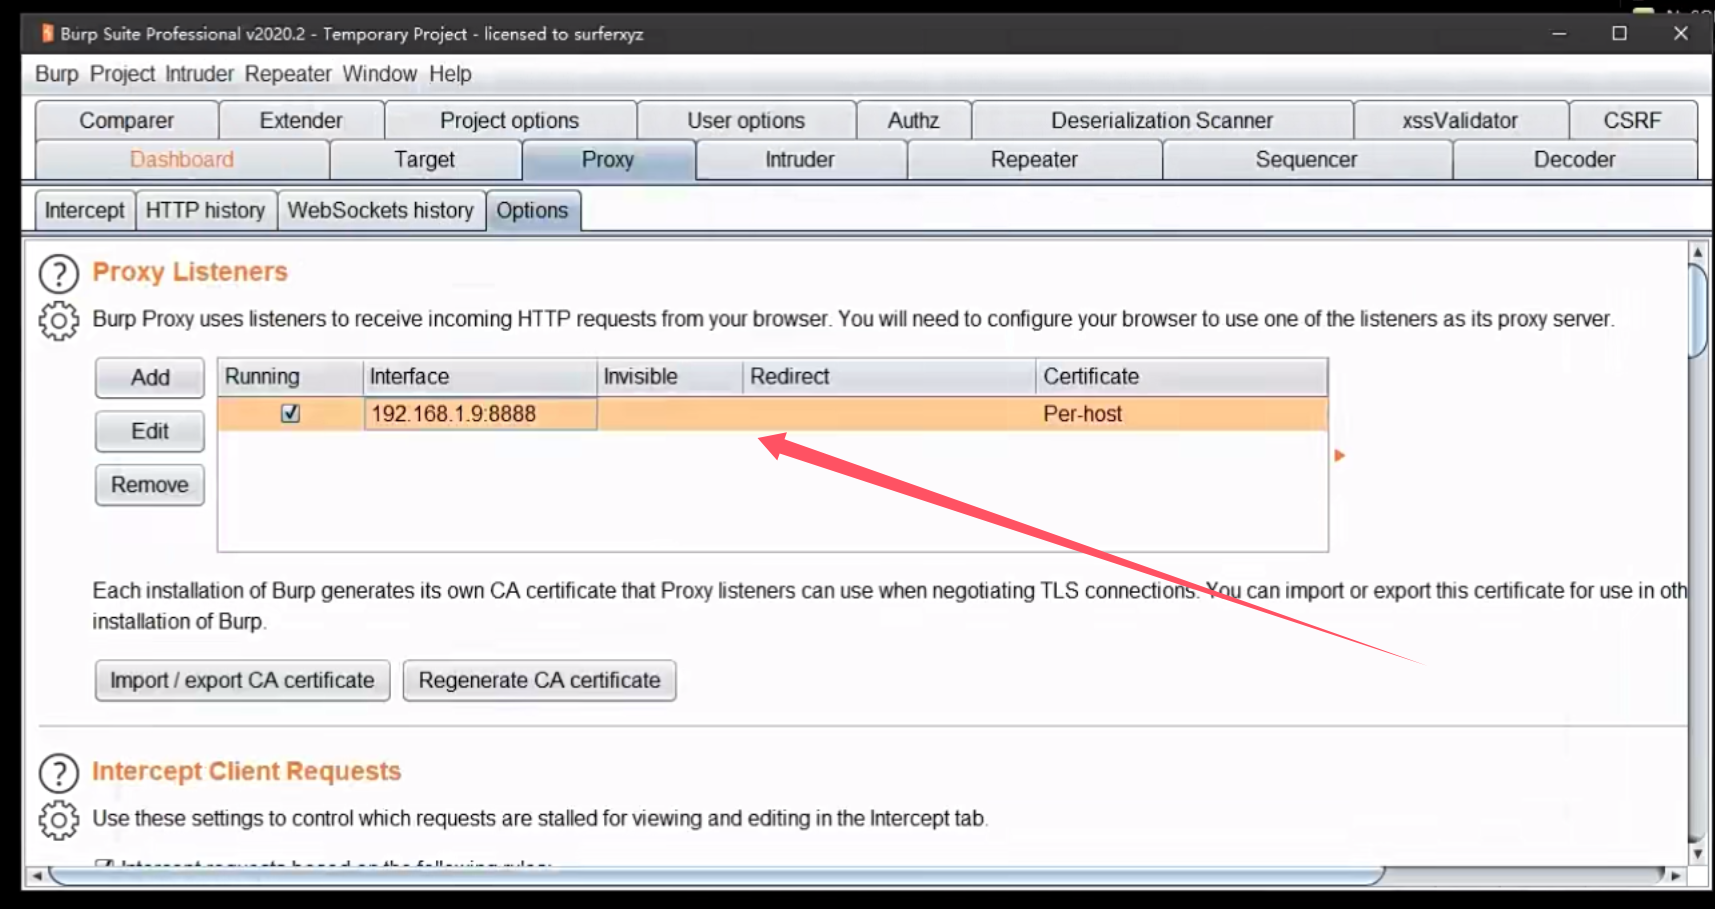 Burp Suite Professional v2020.2 - Temporary Project - licensed to surferxyz
Burp Project Intruder Repeater Window Help
Comparer Extender Project options User options Authz Deserialization Scanner xssValidator CSRF
Dashboard Target Proxy Intruder Repeater Sequencer Decoder
Intercept HTTP history WebSockets history Options
Proxy Listeners
Burp Proxy uses listeners to receive incoming HTTP requests from your browser. You will need to configure your browser to use one of the listeners as its proxy server.
Add Running Interface Invisible Redirect Certificate
192.168.1.9:8888 Per-host
Edit
Remove
Each installation of Burp generates its own CA certificate that Proxy listeners can use when negotiating TLS connections. You can import or export this certificate for use in oth
installation of Burp.
Import / export CA certificate Regenerate CA certificate
Intercept Client Requests
Use these settings to control which requests are stalled for viewing and editing in the Intercept tab.
Intercept requests based on the following rules: